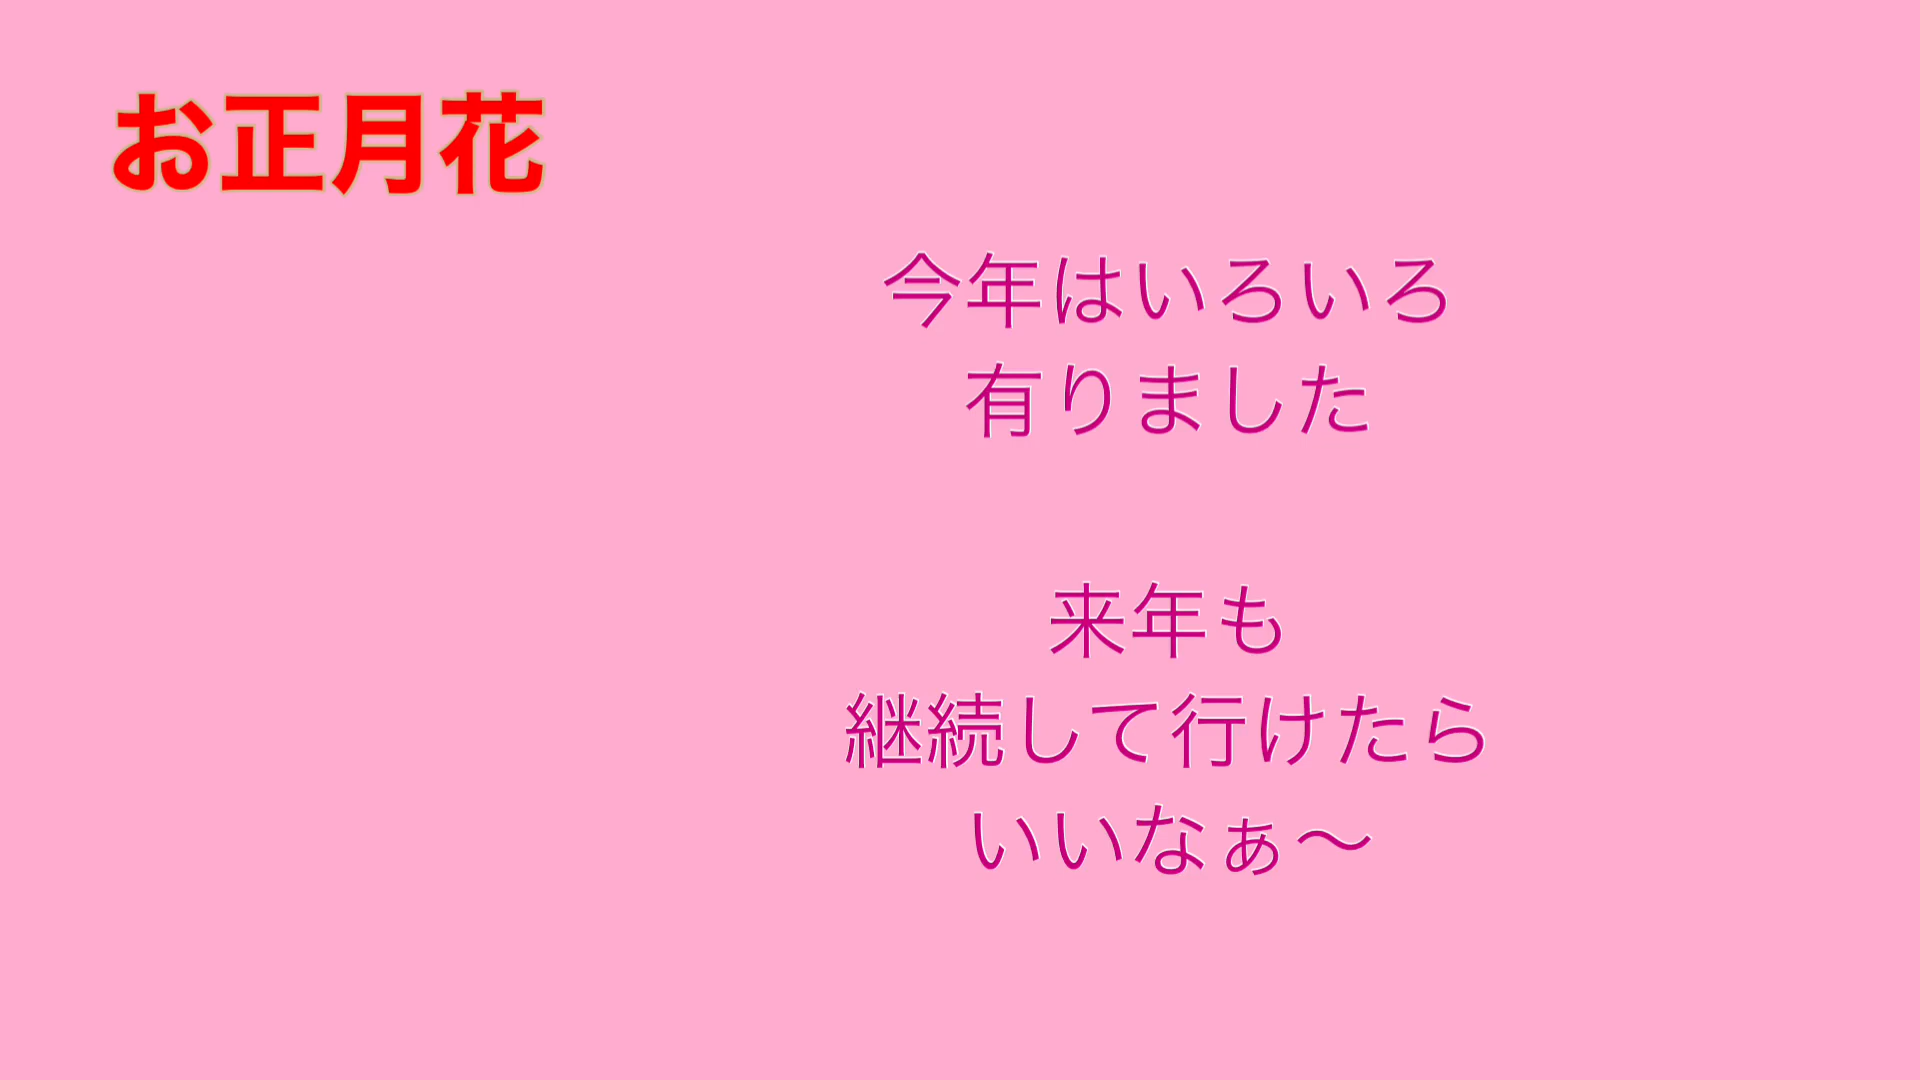 お正月花
今年はいろいろ
有りました
来年も
継続して行けたら
いいなぁ〜